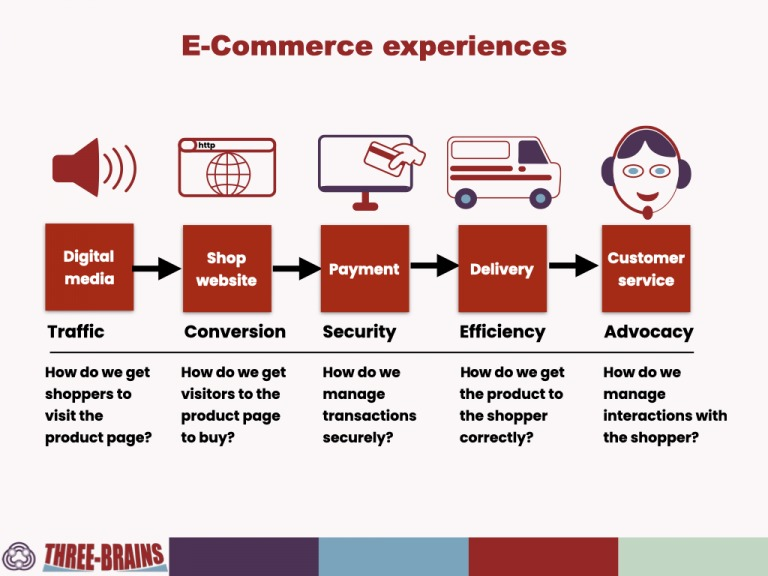 E-Commerce experiences
http
Digital
media
Shop
website
Payment
Delivery
Customer
service
Traffic
Conversion
Security
Efficiency
Advocacy
How do we get
shoppers to
visit the
product page?
How do we get
visitors to the
product page
to buy?
How do we
manage
transactions
securely?
How do we get
the product to
the shopper
correctly?
How do we
manage
interactions with
the shopper?
THREE-BRAINS